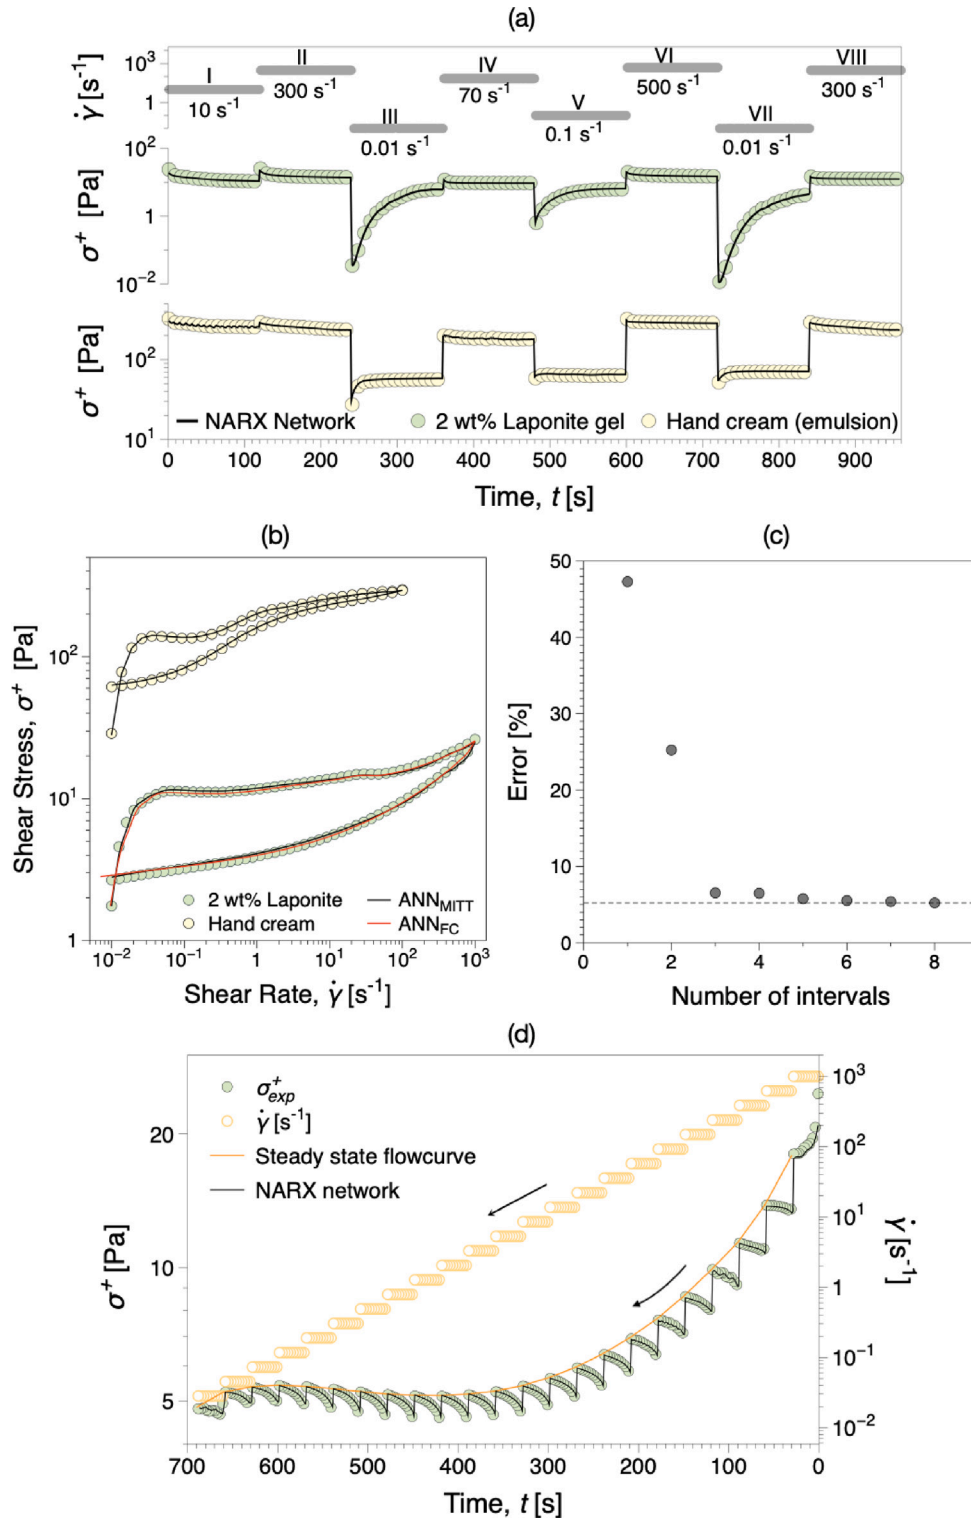 (a)
γ̇ [s⁻¹]
10³
1
I
10 s⁻¹
II
300 s⁻¹
III
0.01 s⁻¹
IV
70 s⁻¹
V
0.1 s⁻¹
VI
500 s⁻¹
VII
0.01 s⁻¹
VIII
300 s⁻¹
σ⁺ [Pa]
10²
1
10⁻²
σ⁺ [Pa]
10²
10¹
NARX Network
2 wt% Laponite gel
Hand cream (emulsion)
0 100 200 300 400 500 600 700 800 900
Time, t [s]
(b)
Shear Stress, σ⁺ [Pa]
10²
10¹
1
2 wt% Laponite
Hand cream
ANN_MITT
ANN_FC
10⁻² 10⁻¹ 1 10¹ 10² 10³
Shear Rate, γ̇ [s⁻¹]
(c)
Error [%]
50
40
30
20
10
0
0 2 4 6 8
Number of intervals
(d)
σ⁺_exp
γ̇ [s⁻¹]
Steady state flowcurve
NARX network
σ⁺ [Pa]
20
10
5
10³
10²
10¹
1
10⁻¹
10⁻²
γ̇ [s⁻¹]
700 600 500 400 300 200 100 0
Time, t [s]